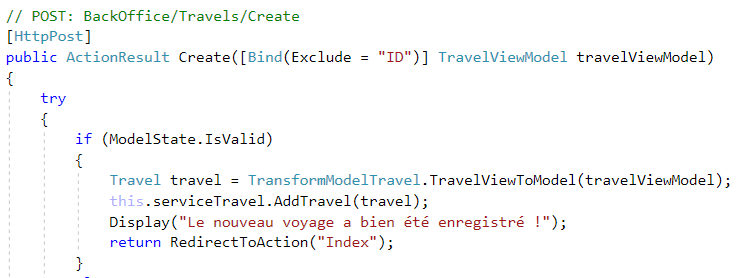 // POST: BackOffice/Travels/Create
[HttpPost]
public ActionResult Create([Bind(Exclude = "ID")] TravelViewModel travelViewModel)
{
try
{
if (ModelState.IsValid)
{
Travel travel = TransformModelTravel.TravelViewToModel(travelViewModel);
this.serviceTravel.AddTravel(travel);
Display("Le nouveau voyage a bien été enregistré !");
return RedirectToAction("Index");
}